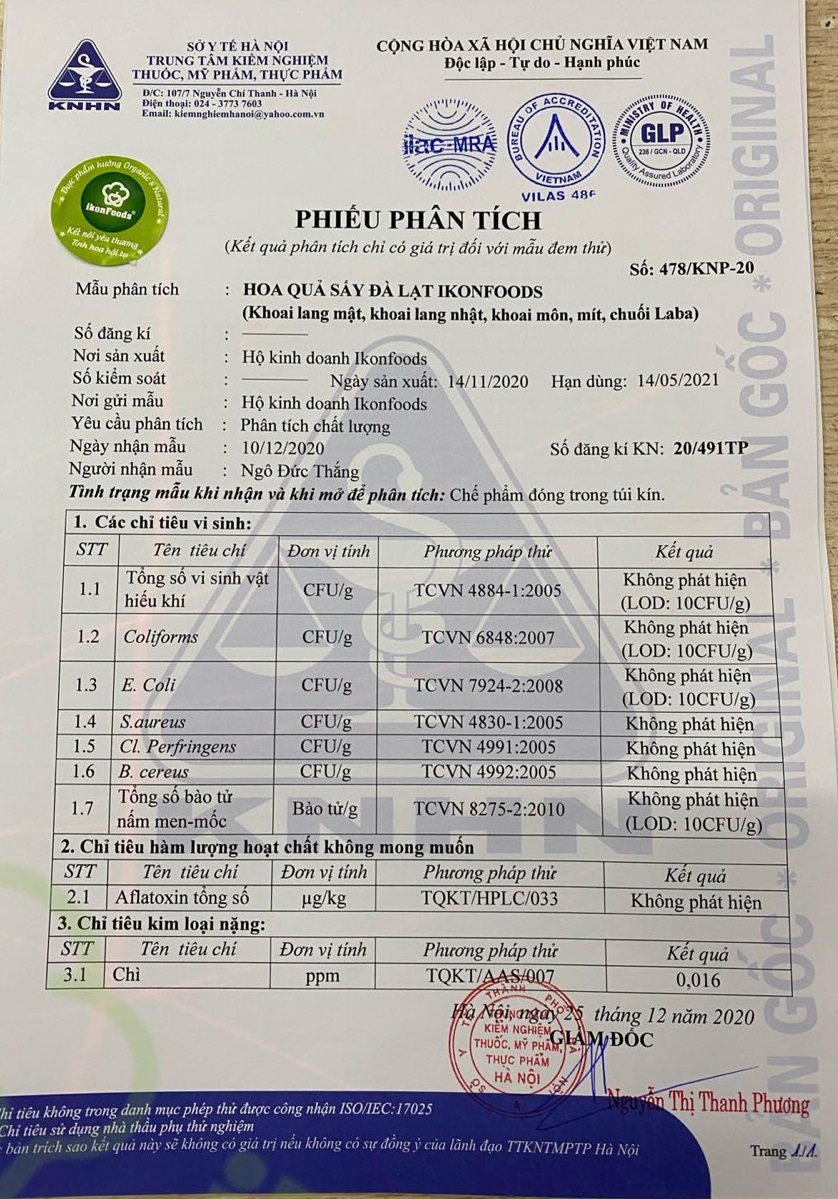 SỞ Y TẾ HÀ NỘI
TRUNG TÂM KIỂM NGHIỆM
THUỐC, MỸ PHẨM, THỰC PHẨM
Đ/C: 107/7 Nguyễn Chí Thanh - Hà Nội
Điện thoại: 024 - 3773 7603
Email: kiemnghiemhanoi@yahoo.com.vn
KNHN
CỘNG HÒA XÃ HỘI CHỦ NGHĨA VIỆT NAM
Độc lập - Tự do - Hạnh phúc
ilac-MRA
BUREAU OF ACCREDITATION
VIETNAM
VILAS 486
MINISTRY OF HEALTH
GLP
236 / GCN - QLD
Quality Assured Laboratory
Thực phẩm hướng Organic & Natural
ikonFoods
Kết nối yêu thương
Tinh hoa hội tụ
PHIẾU PHÂN TÍCH
(Kết quả phân tích chỉ có giá trị đối với mẫu đem thử)
Số: 478/KNP-20
Mẫu phân tích : HOA QUẢ SẤY ĐÀ LẠT IKONFOODS
(Khoai lang mật, khoai lang nhật, khoai môn, mít, chuối Laba)
Số đăng kí :
Nơi sản xuất : Hộ kinh doanh Ikonfoods
Số kiểm soát : Ngày sản xuất: 14/11/2020 Hạn dùng: 14/05/2021
Nơi gửi mẫu : Hộ kinh doanh Ikonfoods
Yêu cầu phân tích : Phân tích chất lượng
Ngày nhận mẫu : 10/12/2020 Số đăng kí KN: 20/491TP
Người nhận mẫu : Ngô Đức Thắng
Tình trạng mẫu khi nhận và khi mở để phân tích: Chế phẩm đóng trong túi kín.
1. Các chỉ tiêu vi sinh:
STT Tên tiêu chí Đơn vị tính Phương pháp thử Kết quả
1.1 Tổng số vi sinh vật hiếu khí CFU/g TCVN 4884-1:2005 Không phát hiện (LOD: 10CFU/g)
1.2 Coliforms CFU/g TCVN 6848:2007 Không phát hiện (LOD: 10CFU/g)
1.3 E. Coli CFU/g TCVN 7924-2:2008 Không phát hiện (LOD: 10CFU/g)
1.4 S.aureus CFU/g TCVN 4830-1:2005 Không phát hiện
1.5 Cl. Perfringens CFU/g TCVN 4991:2005 Không phát hiện
1.6 B. cereus CFU/g TCVN 4992:2005 Không phát hiện
1.7 Tổng số bào tử nấm men-mốc Bào tử/g TCVN 8275-2:2010 Không phát hiện (LOD: 10CFU/g)
2. Chỉ tiêu hàm lượng hoạt chất không mong muốn
STT Tên tiêu chí Đơn vị tính Phương pháp thử Kết quả
2.1 Aflatoxin tổng số µg/kg TQKT/HPLC/033 Không phát hiện
3. Chỉ tiêu kim loại nặng:
STT Tên tiêu chí Đơn vị tính Phương pháp thử Kết quả
3.1 Chì ppm TQKT/AAS/007 0,016
Hà Nội, ngày 25 tháng 12 năm 2020
GIÁM ĐỐC
KIỂM NGHIỆM
THUỐC, MỸ PHẨM,
THỰC PHẨM
HÀ NỘI
Nguyễn Thị Thanh Phương
hỉ tiêu không trong danh mục phép thử được công nhận ISO/IEC:17025
Chỉ tiêu sử dụng nhà thầu phụ thử nghiệm
bản trích sao kết quả này sẽ không có giá trị nếu không có sự đồng ý của lãnh đạo TTKNTMPTP Hà Nội
Trang 1/1.
BẢN GỐC * ORIGINAL * BẢN GỐC * ORIGINAL
KNHN